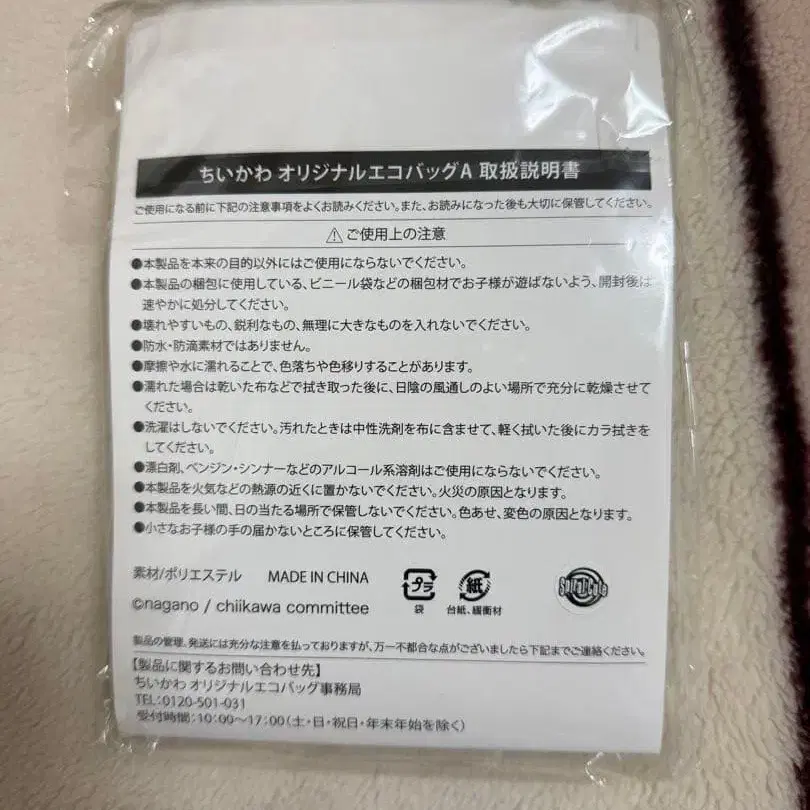 ちいかわ オリジナルエコバッグA 取扱説明書
ご使用になる前に下記の注意事項をよくお読みください。また、お読みになった後も大切に保管してください。
⚠ご使用上の注意
●本製品を本来の目的以外にはご使用にならないでください。
●本製品の梱包に使用している、ビニール袋などの梱包材でお子様が遊ばないよう、開封後は
速やかに処分してください。
●壊れやすいもの、鋭利なもの、無理に大きなものを入れないでください。
●防水・防滴素材ではありません。
●摩擦や水に濡れることで、色落ちや色移りすることがあります。
●濡れた場合は乾いた布などで拭き取った後に、日陰の風通しのよい場所で充分に乾燥させて
ください。
●洗濯はしないでください。汚れたときは中性洗剤を布に含ませて、軽く拭いた後にカラ拭きを
してください。
●漂白剤、ベンジン・シンナーなどのアルコール系溶剤はご使用にならないでください。
●本製品を火気などの熱源の近くに置かないでください。火災の原因となります。
●本製品を長い間、日の当たる場所で保管しないでください。色あせ、変色の原因となります。
●小さなお子様の手の届かないところに保管してください。
素材/ポリエステル MADE IN CHINA
プラ 紙 Spiral Cute
袋 台紙、緩衝材
©nagano / chiikawa committee
製品の管理、発送には充分な注意を払っておりますが、万一不都合な点がございましたら下記までご連絡ください。
【製品に関するお問い合わせ先】
ちいかわ オリジナルエコバッグ事務局
TEL:0120-501-031
受付時間:10:00～17:00(土・日・祝日・年末年始を除く)